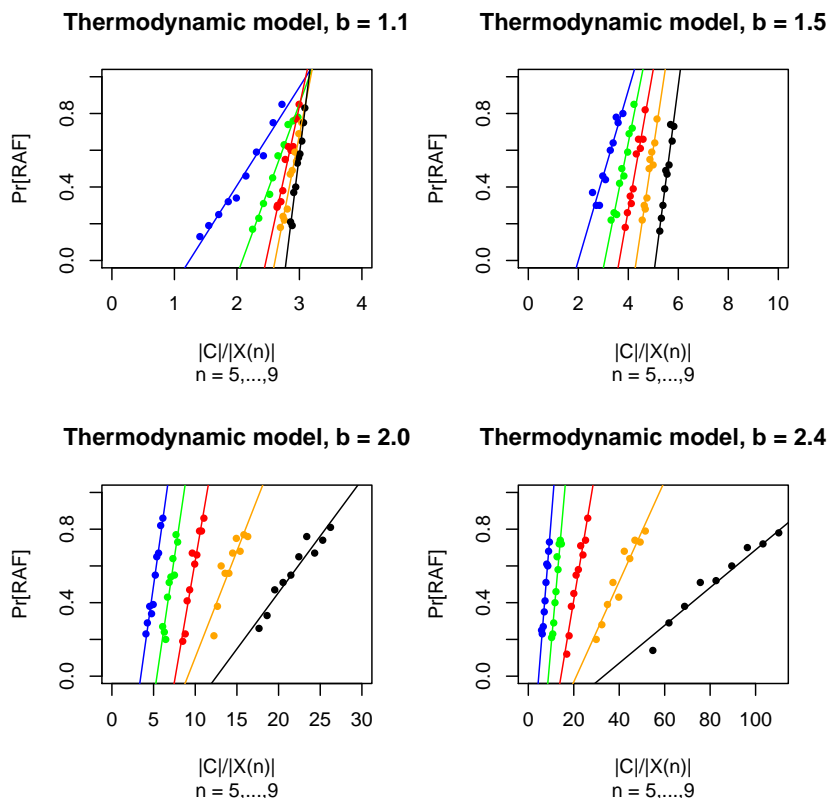 Thermodynamic model, b = 1.1
Pr[RAF]
0.0 0.4 0.8
0 1 2 3 4
|C|/|X(n)|
n = 5,...,9
Thermodynamic model, b = 1.5
Pr[RAF]
0.0 0.4 0.8
0 2 4 6 8 10
|C|/|X(n)|
n = 5,...,9
Thermodynamic model, b = 2.0
Pr[RAF]
0.0 0.4 0.8
0 5 10 15 20 25 30
|C|/|X(n)|
n = 5,...,9
Thermodynamic model, b = 2.4
Pr[RAF]
0.0 0.4 0.8
0 20 40 60 80 100
|C|/|X(n)|
n = 5,...,9